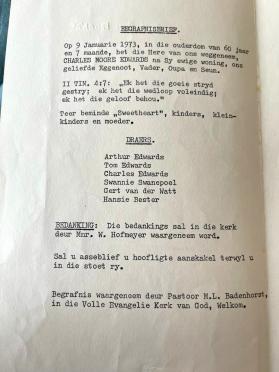 BEGRAFNISBRIEF.
Op 9 Januarie 1973, in die ouderdom van 60 jaar
en 7 maande, het die Here van ons weggeneem,
CHARLES MOORE EDWARDS na Sy ewige woning, ons
geliefde Eggenoot, Vader, Oupa en Seun.
II TIM. 4:7: „Ek het die goeie stryd
gestry; ek het die wedloop voleindig;
ek het die geloof behou."
Teer beminde „Sweetheart", kinders, klein-
kinders en moeder.
DRAERS.
Arthur Edwards
Tom Edwards
Charles Edwards
Swannie Swanepoel
Gert van der Watt
Hansie Bester
BEDANKING: Die bedankings sal in die kerk
deur Mnr. W. Hofmeyer waargeneem word.
Sal u asseblief u hoofligte aanskakel terwyl u
in die stoet ry.
Begrafnis waargeneem deur Pastoor H.L. Badenhorst,
in die Volle Evangelie Kerk van God, Welkom.